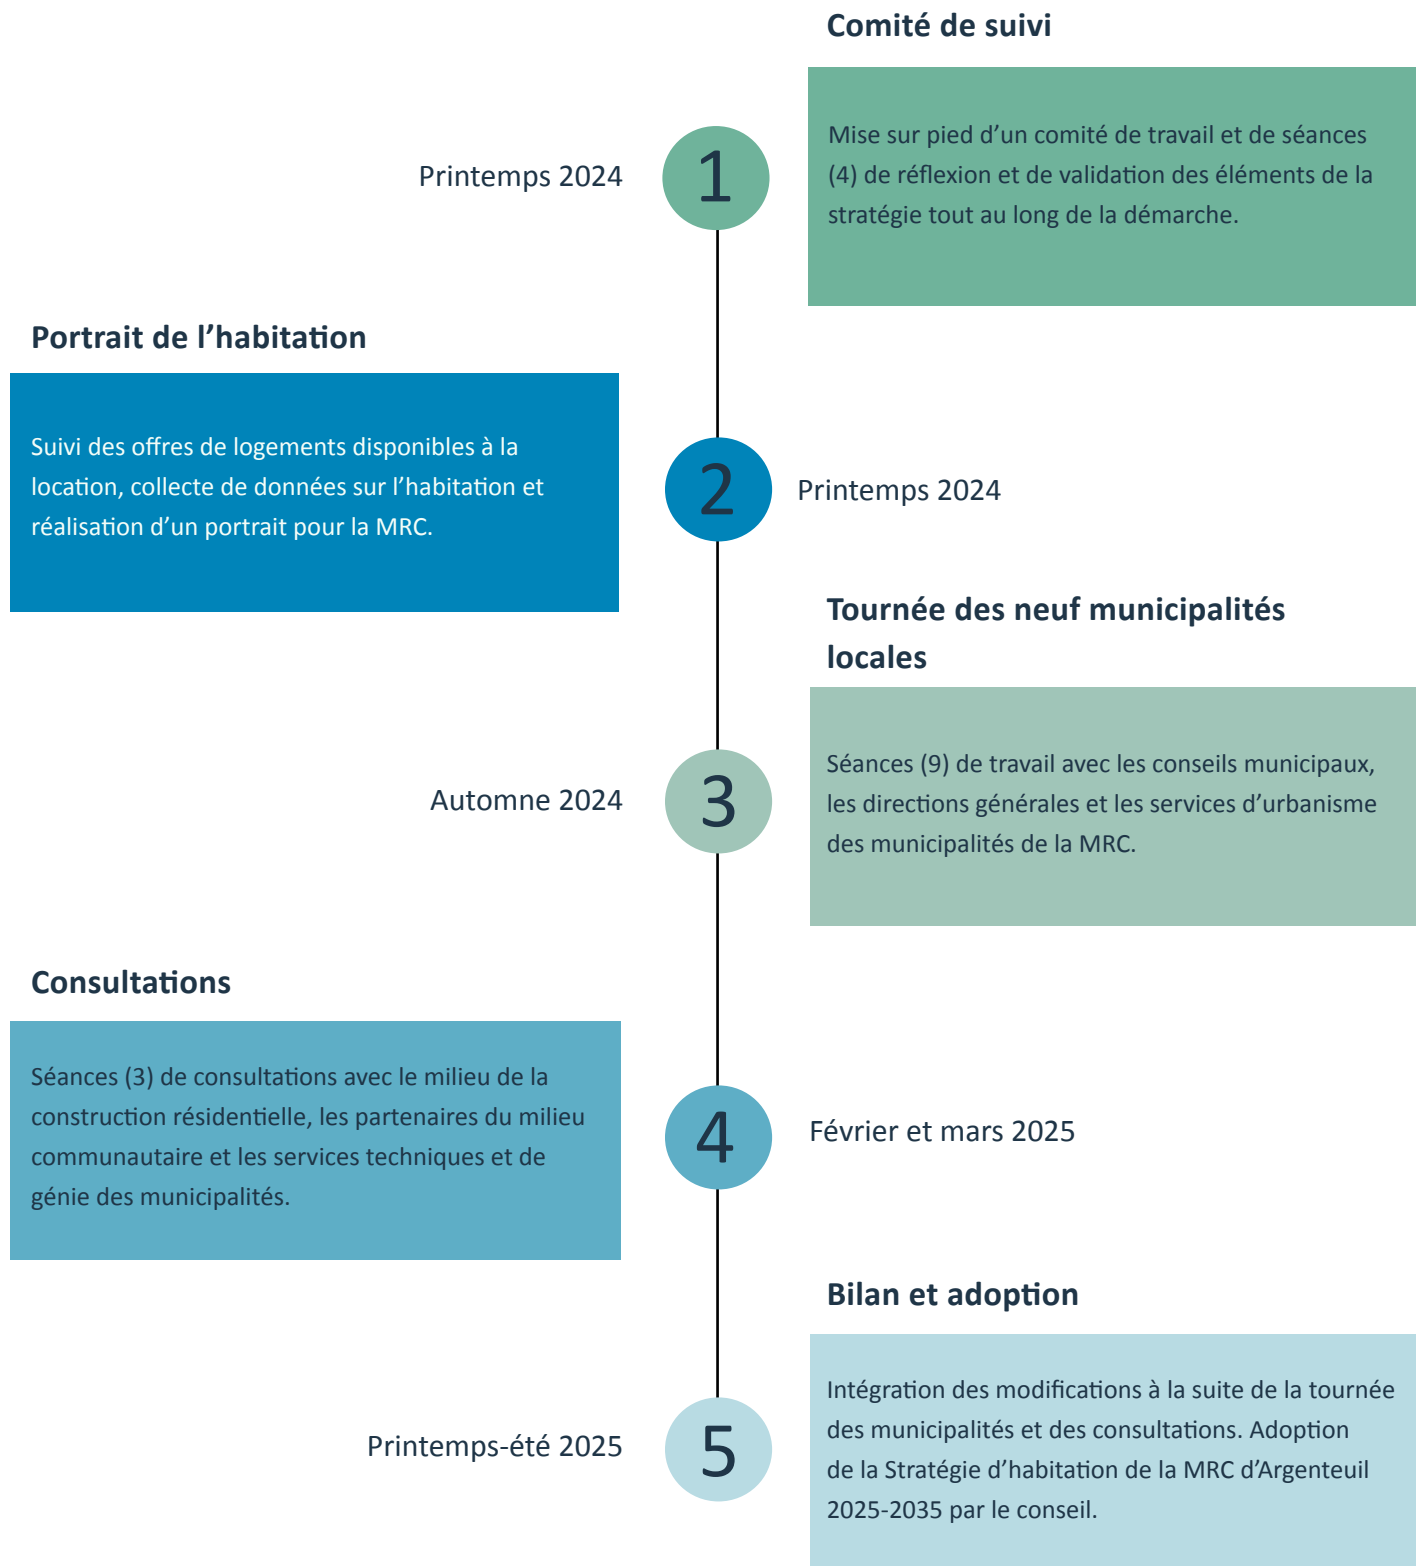 Comité de suivi
Printemps 2024
1
Mise sur pied d’un comité de travail et de séances
(4) de réflexion et de validation des éléments de la
stratégie tout au long de la démarche.
Portrait de l’habitation
Suivi des offres de logements disponibles à la
location, collecte de données sur l’habitation et
réalisation d’un portrait pour la MRC.
2
Printemps 2024
Tournée des neuf municipalités
locales
Automne 2024
3
Séances (9) de travail avec les conseils municipaux,
les directions générales et les services d’urbanisme
des municipalités de la MRC.
Consultations
Séances (3) de consultations avec le milieu de la
construction résidentielle, les partenaires du milieu
communautaire et les services techniques et de
génie des municipalités.
4
Février et mars 2025
Bilan et adoption
Printemps-été 2025
5
Intégration des modifications à la suite de la tournée
des municipalités et des consultations. Adoption
de la Stratégie d’habitation de la MRC d’Argenteuil
2025-2035 par le conseil.